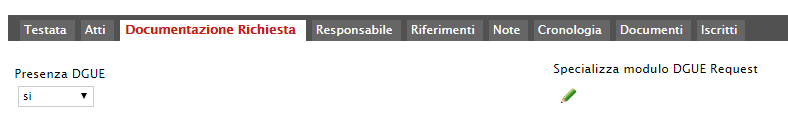 Testata Atti Documentazione Richiesta Responsabile Riferimenti Note Cronologia Documenti Iscritti
Presenza DGUE
si
Specializza modulo DGUE Request